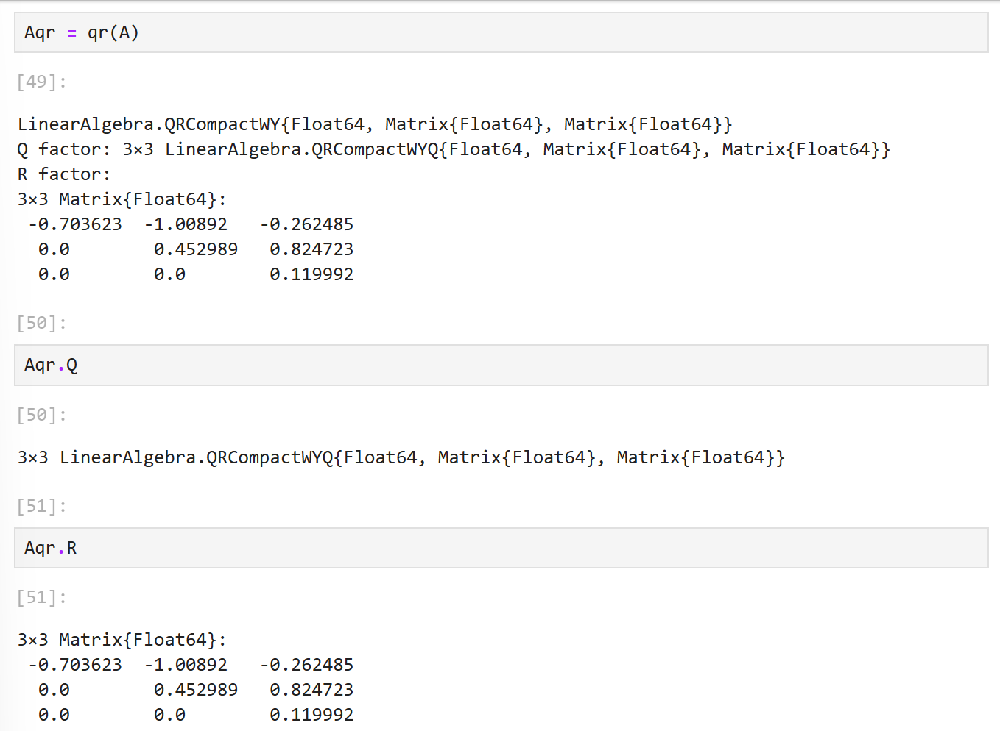 Aqr = qr(A)
[49]:
LinearAlgebra.QRCompactWY{Float64, Matrix{Float64}, Matrix{Float64}}
Q factor: 3×3 LinearAlgebra.QRCompactWYQ{Float64, Matrix{Float64}, Matrix{Float64}}
R factor:
3×3 Matrix{Float64}:
 -0.703623  -1.00892   -0.262485
  0.0        0.452989   0.824723
  0.0        0.0        0.119992
[50]:
Aqr.Q
[50]:
3×3 LinearAlgebra.QRCompactWYQ{Float64, Matrix{Float64}, Matrix{Float64}}
[51]:
Aqr.R
[51]:
3×3 Matrix{Float64}:
 -0.703623  -1.00892   -0.262485
  0.0        0.452989   0.824723
  0.0        0.0        0.119992